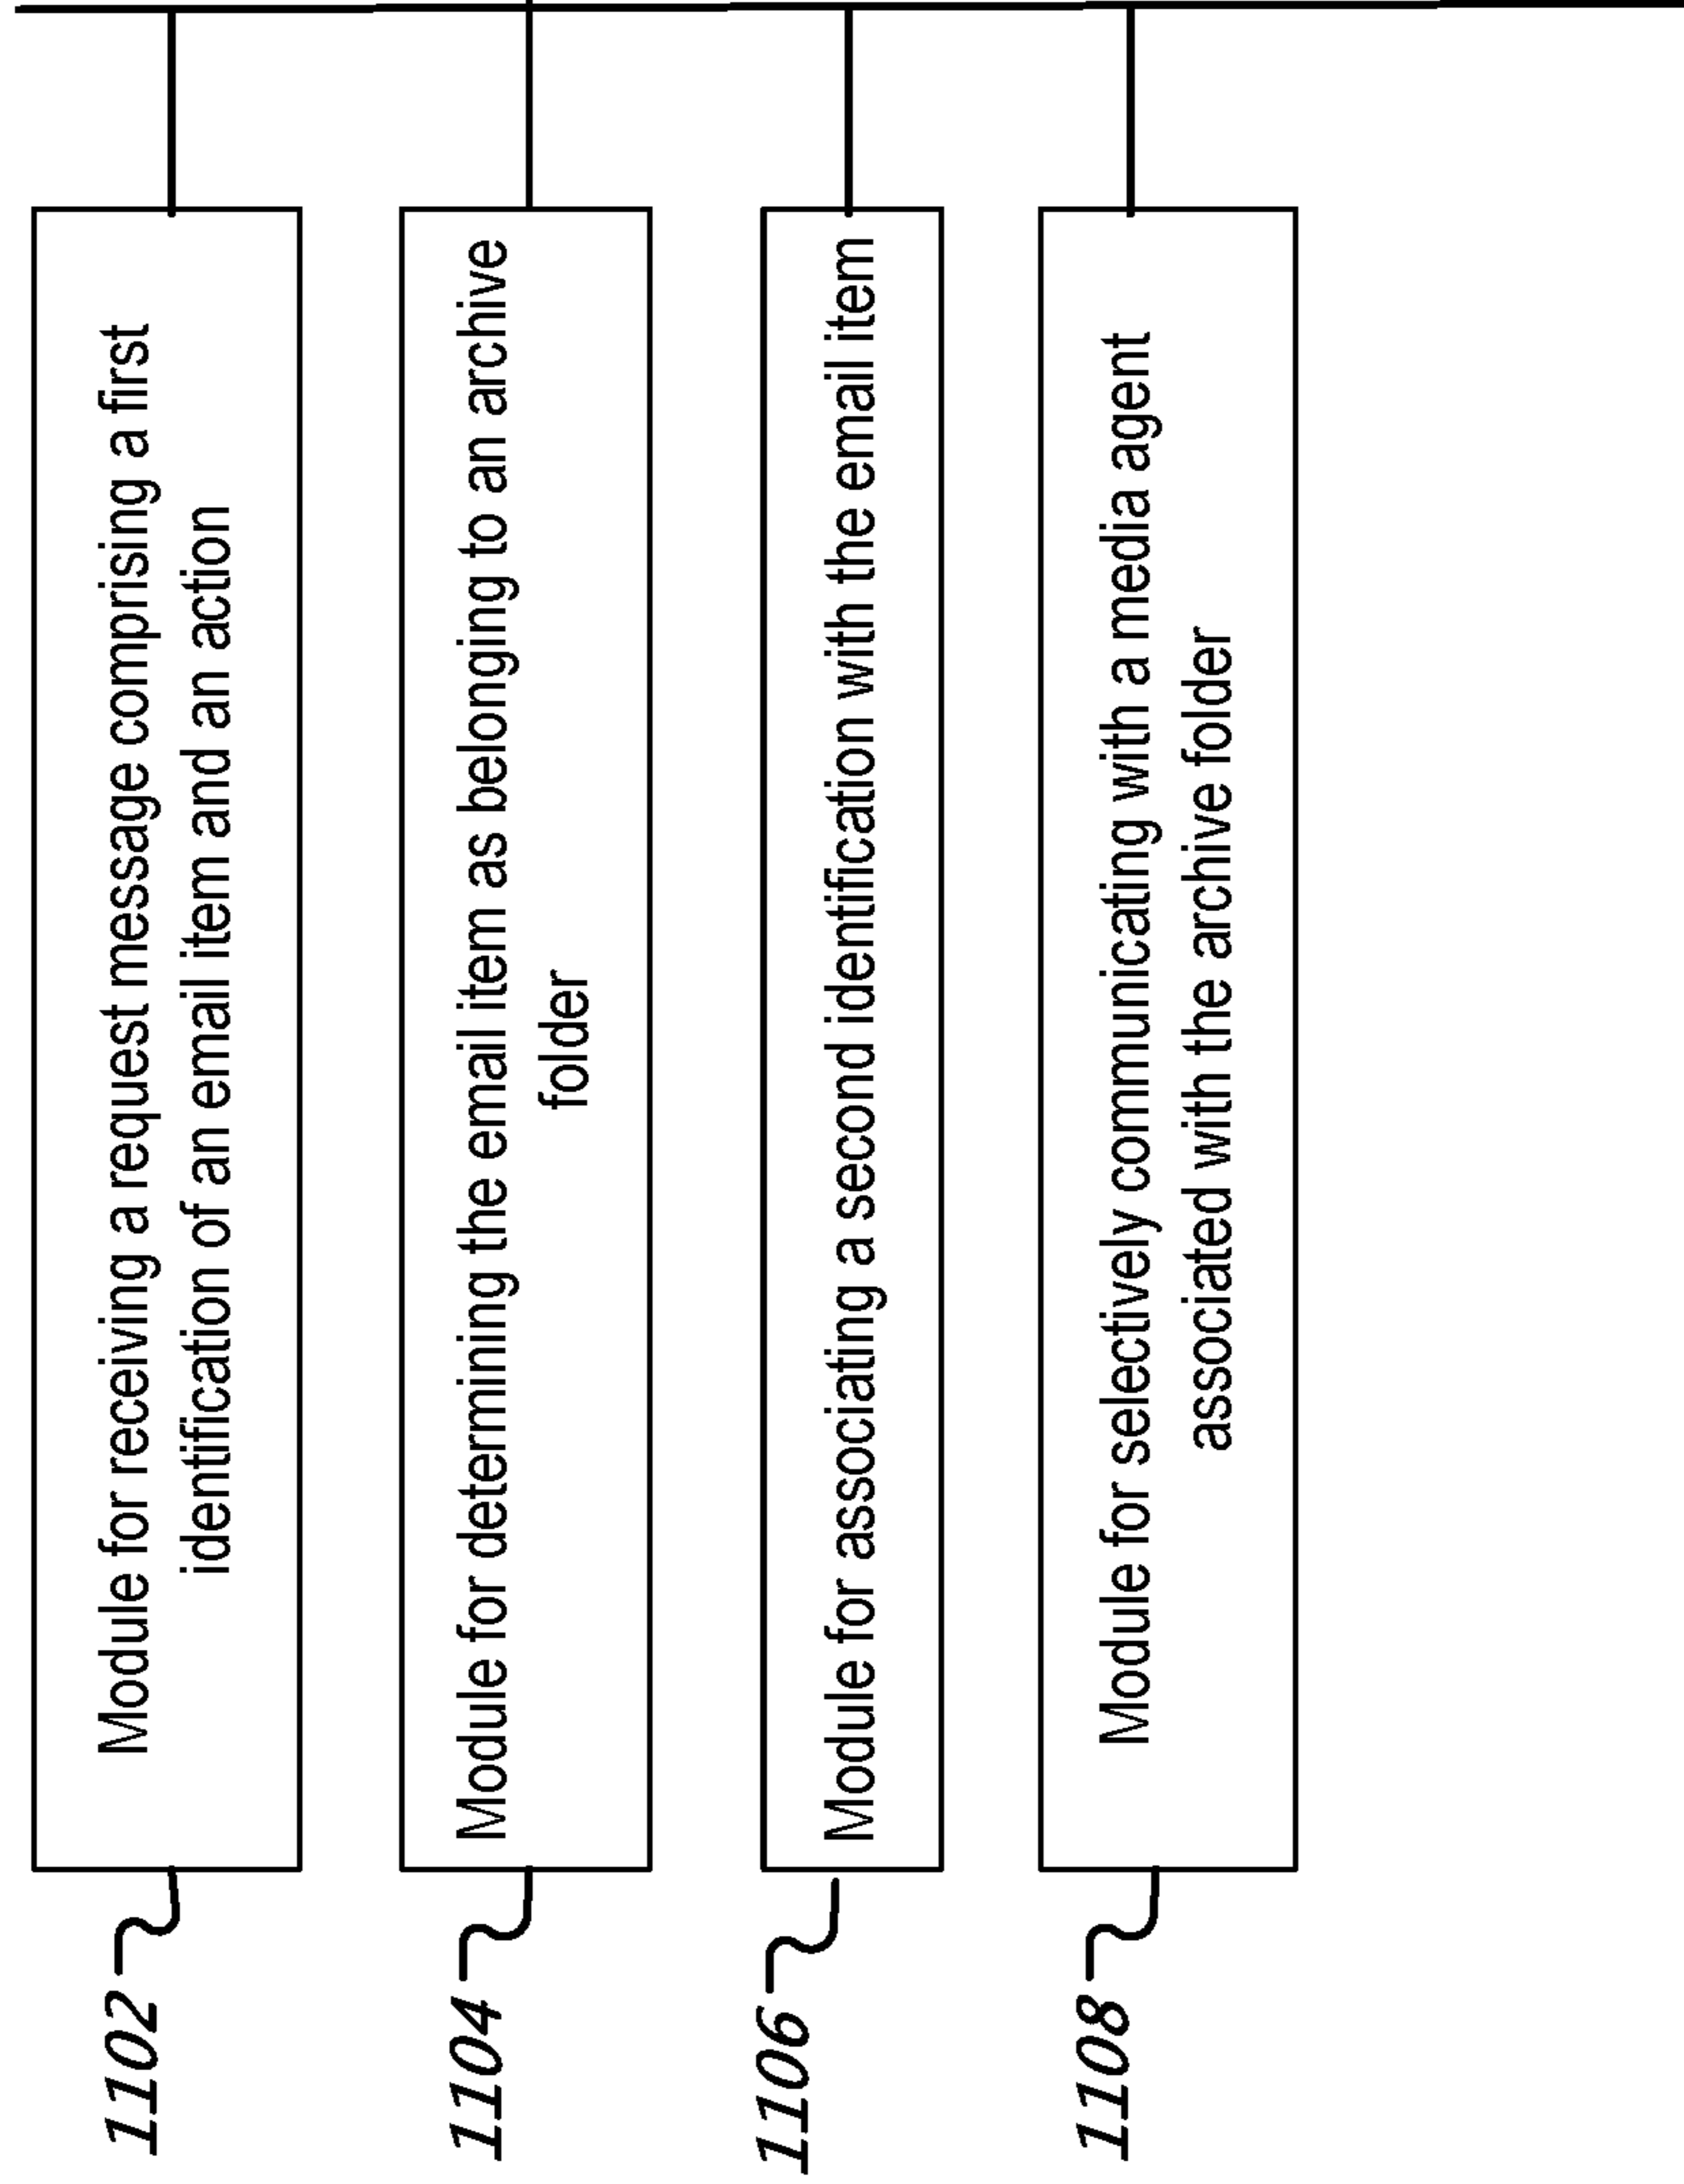 1102
Module for receiving a request message comprising a first
identification of an email item and an action
1104
Module for determining the email item as belonging to an archive
folder
1106
Module for associating a second identification with the email item
1108
Module for selectively communicating with a media agent
associated with the archive folder